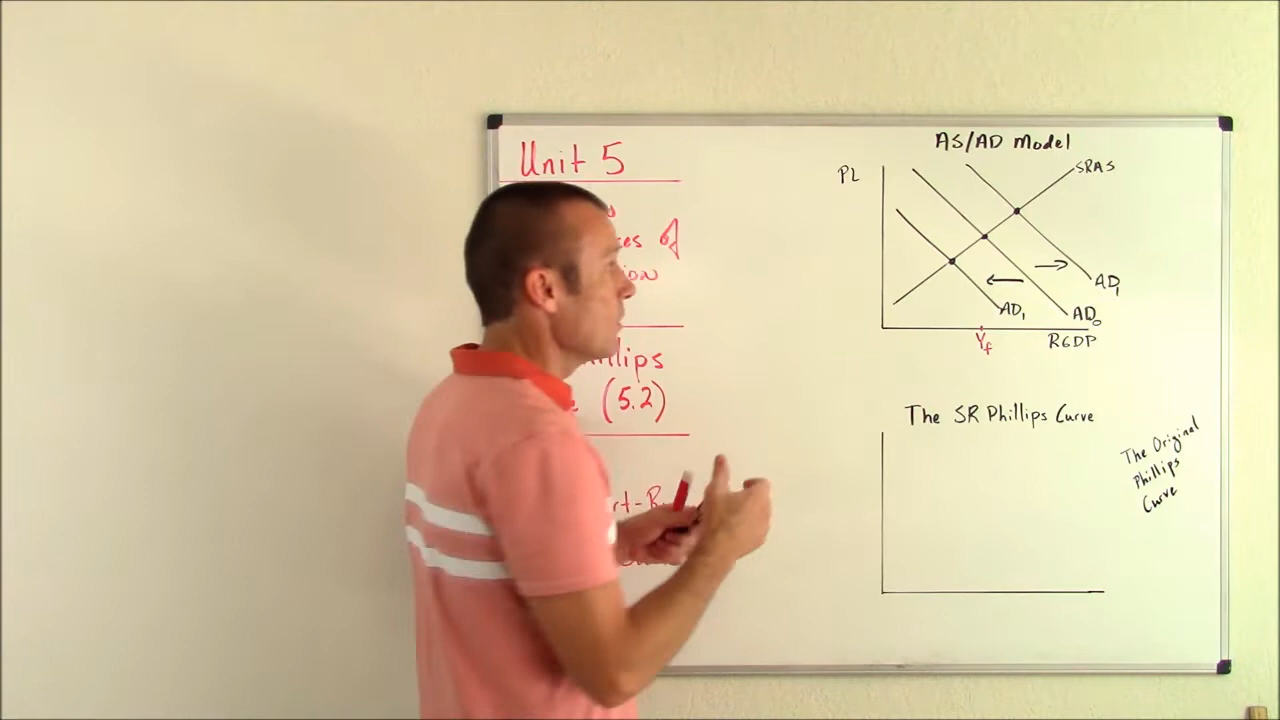 Unit 5
of
(5.2)
AS/AD Model
PL
SRAS
AD1
AD1
AD0
Yf
RGDP
The SR Phillips Curve
The Original
Phillips
Curve